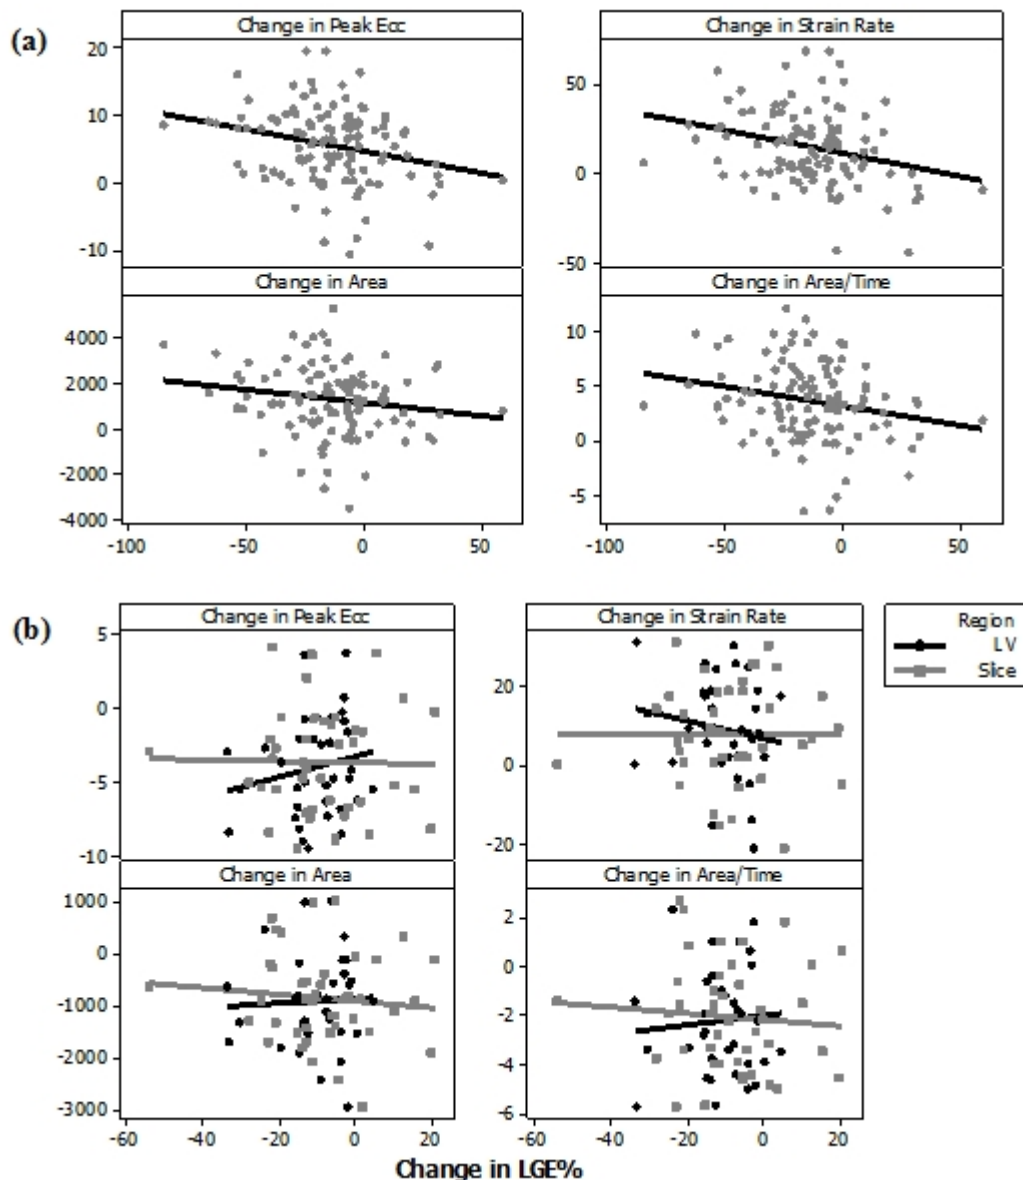 (a)
Change in Peak Ecc
Change in Strain Rate
20
10
0
-10
50
0
-50
Change in Area
Change in Area/Time
4000
2000
0
-2000
-4000
10
5
0
-5
-100 -50 0 50
-100 -50 0 50
(b)
Change in Peak Ecc
Change in Strain Rate
Region
LV
Slice
5
0
-5
-10
20
0
-20
Change in Area
Change in Area/Time
1000
0
-1000
-2000
-3000
2
0
-2
-4
-6
-60 -40 -20 0 20
-60 -40 -20 0 20
Change in LGE%